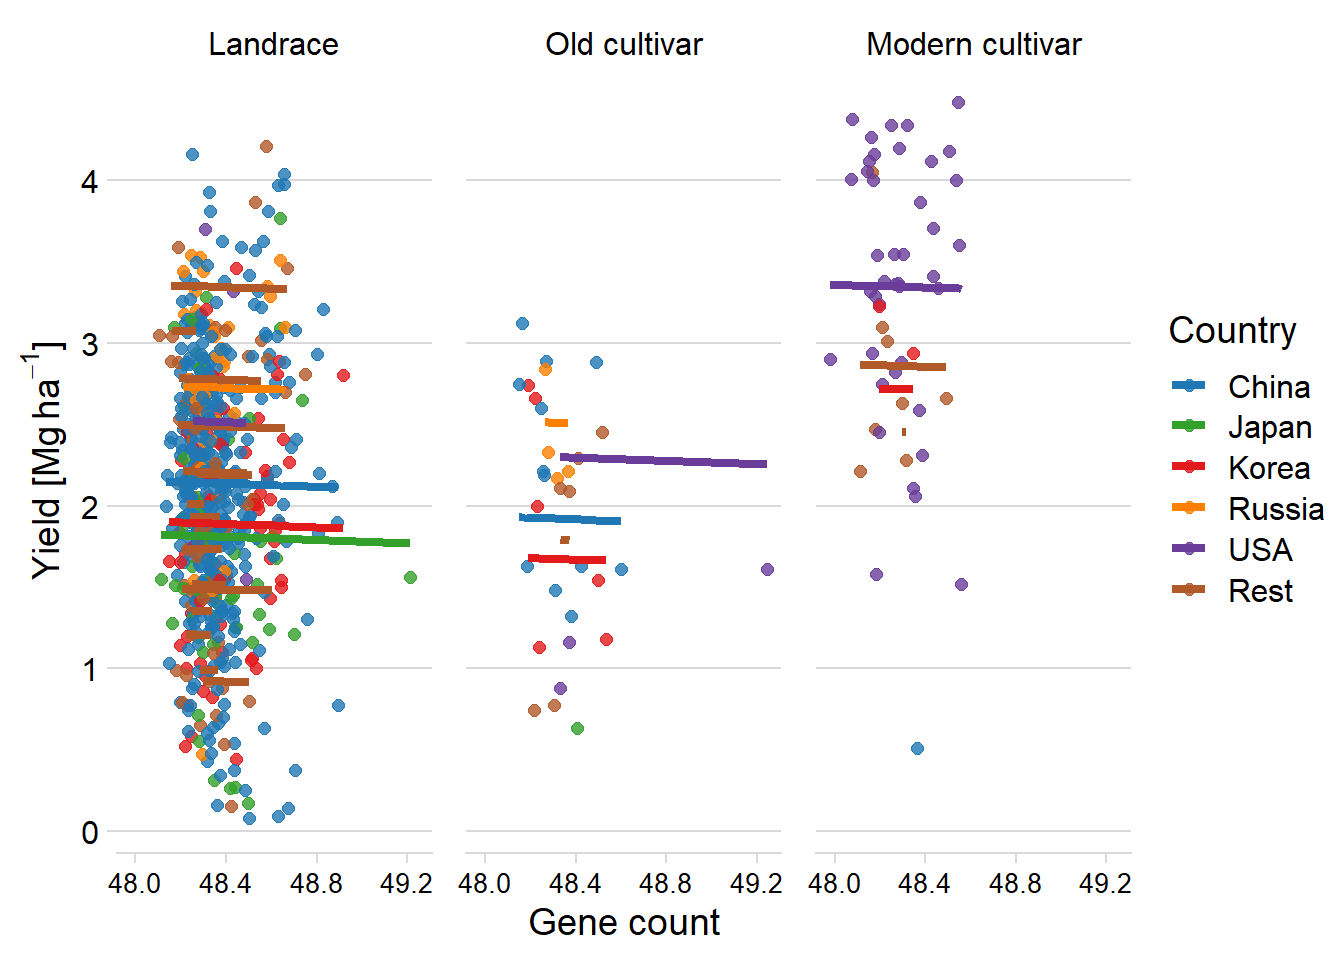 Landrace Old cultivar Modern cultivar
Yield [Mg ha⁻¹]
4
3
2
1
0
48.0 48.4 48.8 49.2 48.0 48.4 48.8 49.2 48.0 48.4 48.8 49.2
Gene count
Country
China
Japan
Korea
Russia
USA
Rest